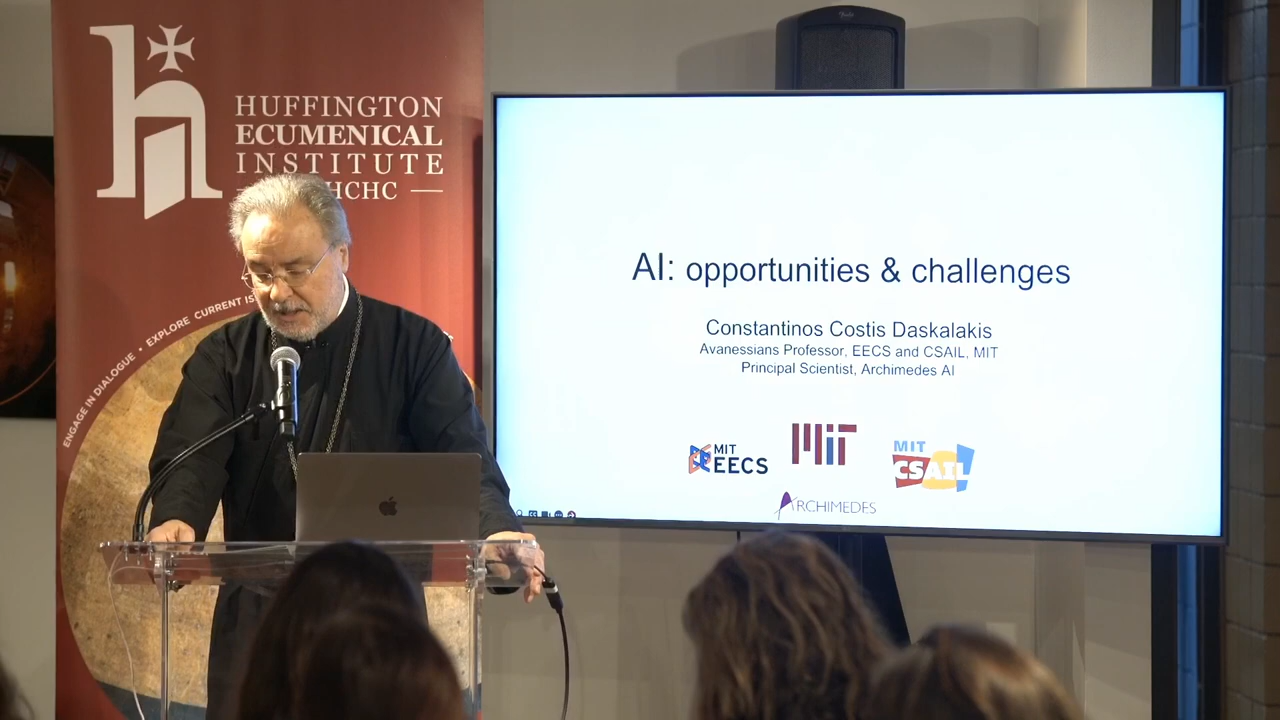 HUFFINGTON
ECUMENICAL
INSTITUTE
HCHC
ENGAGE IN DIALOGUE • EXPLORE CURRENT IS
AI: opportunities & challenges
Constantinos Costis Daskalakis
Avanessians Professor, EECS and CSAIL, MIT
Principal Scientist, Archimedes AI
MIT
EECS
MIT
MIT
CSAIL
ARCHIMEDES